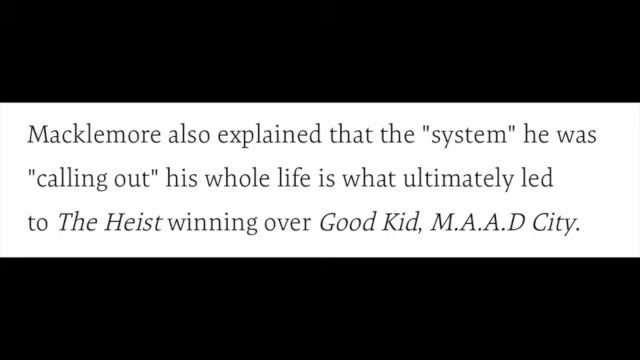 Macklemore also explained that the "system" he was
"calling out" his whole life is what ultimately led
to The Heist winning over Good Kid, M.A.A.D City.